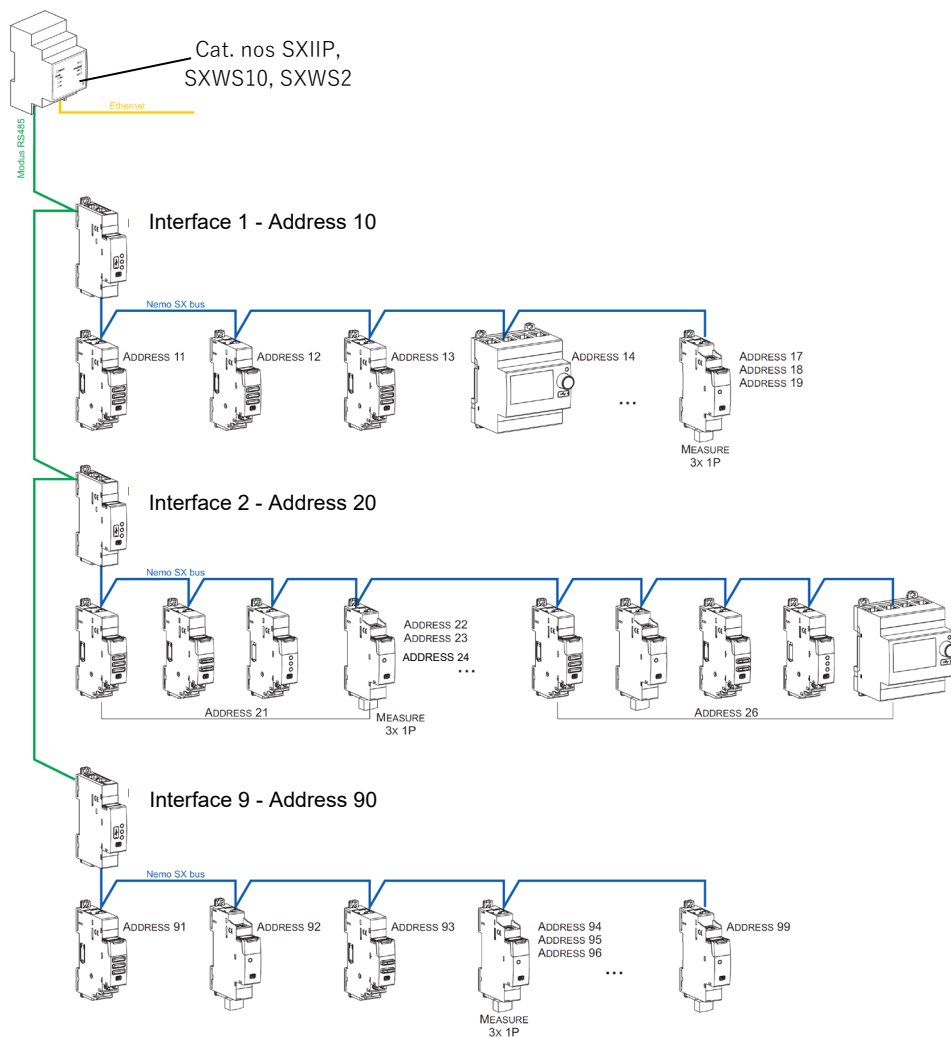 Cat. nos SXIIP,
SXWS10, SXWS2
Ethernet
Modus RS485
Interface 1 - Address 10
Nemo SX bus
ADDRESS 11
ADDRESS 12
ADDRESS 13
ADDRESS 14
ADDRESS 17
ADDRESS 18
ADDRESS 19
...
MEASURE
3X 1P
Interface 2 - Address 20
Nemo SX bus
ADDRESS 22
ADDRESS 23
ADDRESS 24
...
ADDRESS 21
ADDRESS 26
MEASURE
3X 1P
Interface 9 - Address 90
Nemo SX bus
ADDRESS 91
ADDRESS 92
ADDRESS 93
ADDRESS 94
ADDRESS 95
ADDRESS 96
ADDRESS 99
...
MEASURE
3X 1P